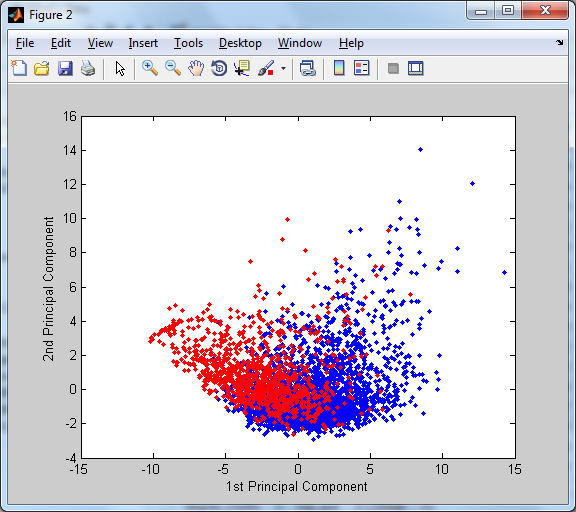 Figure 2
File Edit View Insert Tools Desktop Window Help
16
14
12
10
8
6
4
2
0
-2
-4
2nd Principal Component
-15 -10 -5 0 5 10 15
1st Principal Component